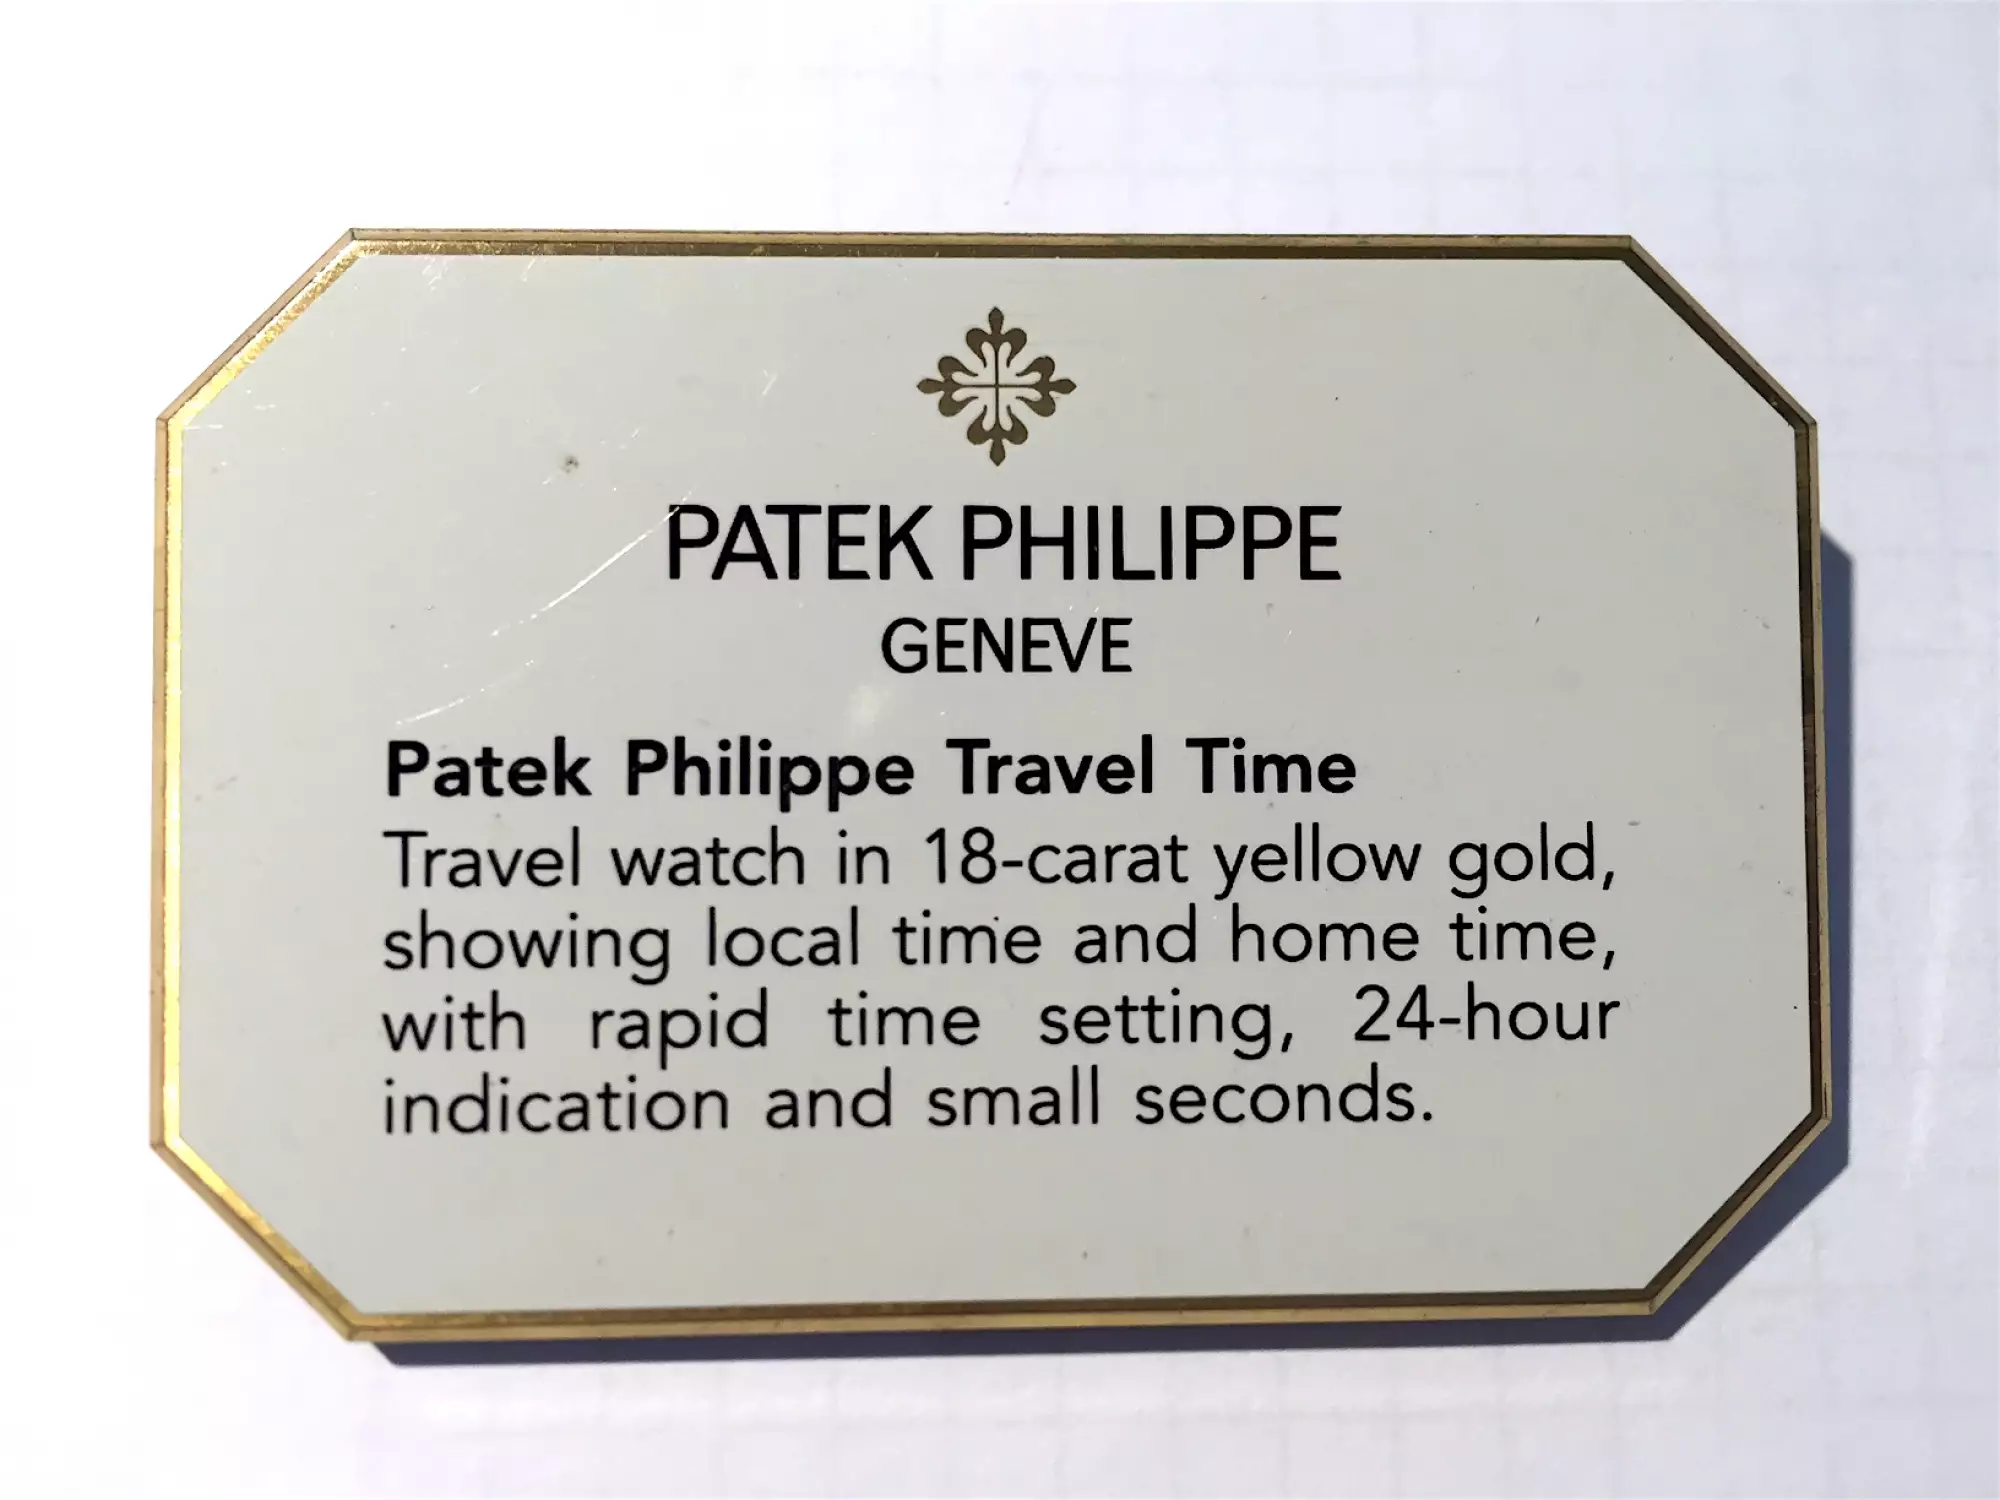 PATEK PHILIPPE
GENEVE
Patek Philippe Travel Time
Travel watch in 18-carat yellow gold,
showing local time and home time,
with rapid time setting, 24-hour
indication and small seconds.